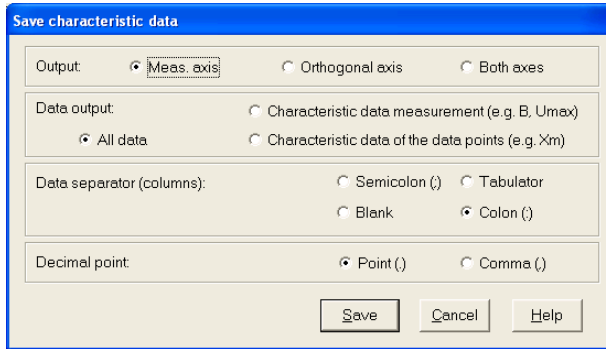 Save characteristic data
Output: Meas. axis Orthogonal axis Both axes
Data output: Characteristic data measurement (e.g. B, Umax)
All data Characteristic data of the data points (e.g. Xm)
Data separator (columns): Semicolon (;) Tabulator
Blank Colon (:)
Decimal point: Point (.) Comma (,)
Save Cancel Help